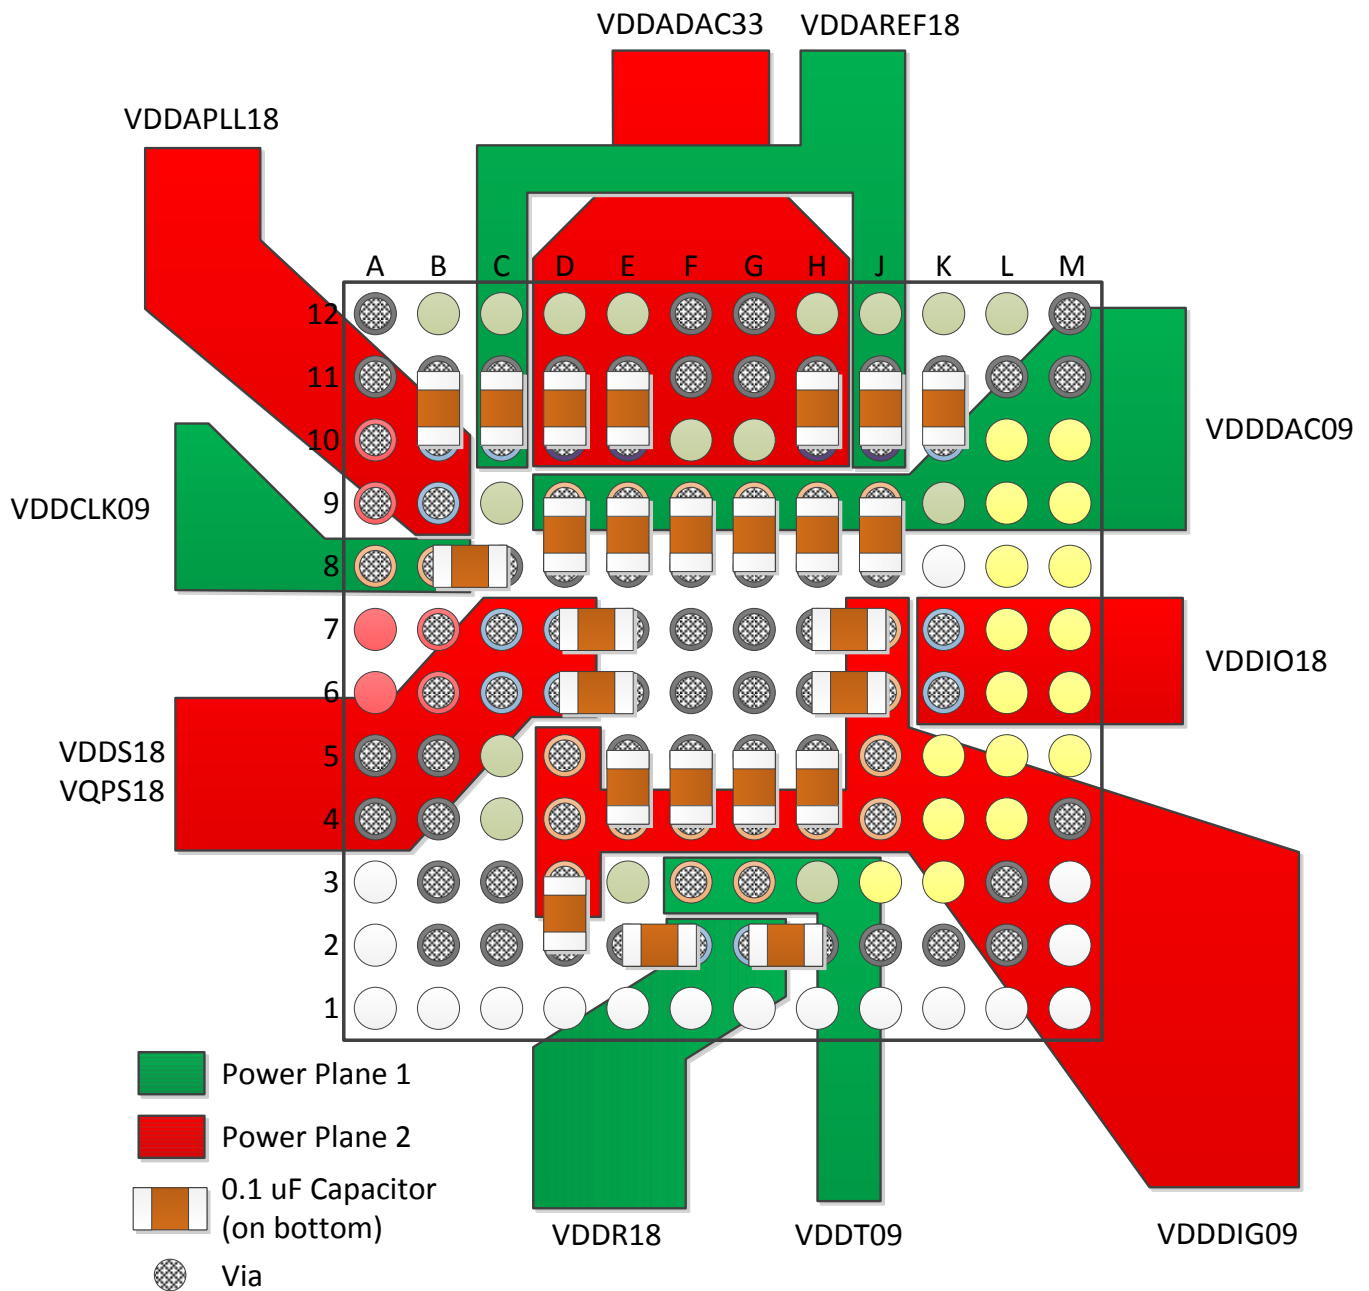 VDDADAC33
VDDAREF18
VDDAPLL18
A B C D E F G H J K L M
12
11
10
VDDDAC09
9
VDDCLK09
8
7
VDDIO18
6
VDDS18
5
VQPS18
4
3
2
1
Power Plane 1
Power Plane 2
0.1 uF Capacitor
(on bottom)
VDDR18
VDDT09
VDDDIG09
Via